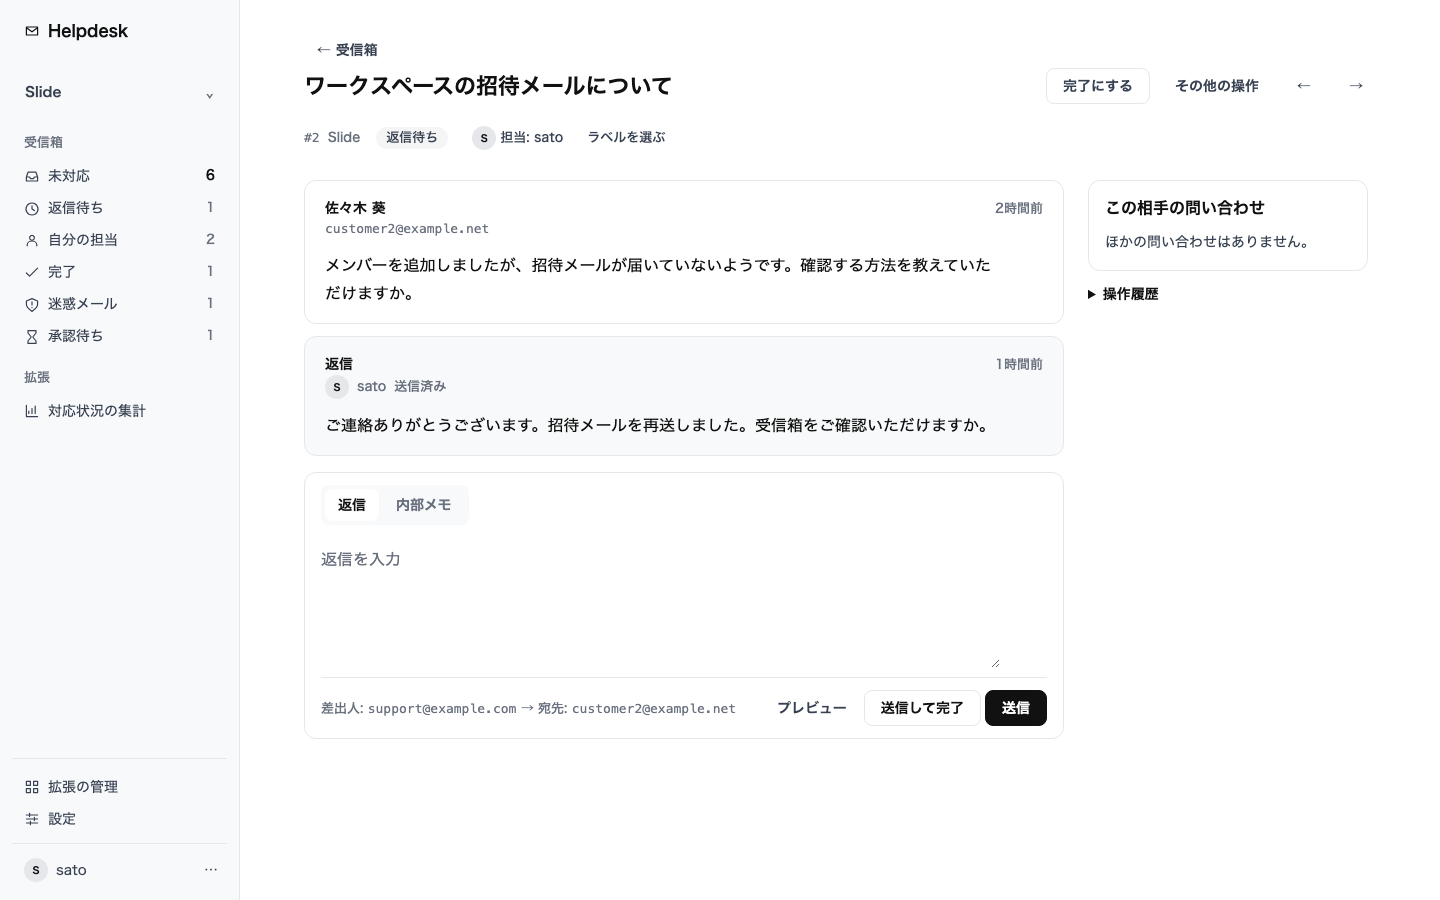 Helpdesk
Slide
受信箱
未対応 6
返信待ち 1
自分の担当 2
完了 1
迷惑メール 1
承認待ち 1
拡張
対応状況の集計
拡張の管理
設定
S sato …
← 受信箱
ワークスペースの招待メールについて
完了にする その他の操作 ← →
#2 Slide 返信待ち S 担当: sato ラベルを選ぶ
佐々木 葵 2時間前
customer2@example.net
メンバーを追加しましたが、招待メールが届いていないようです。確認する方法を教えていた
だけますか。
返信 1時間前
S sato 送信済み
ご連絡ありがとうございます。招待メールを再送しました。受信箱をご確認いただけますか。
返信 内部メモ
返信を入力
差出人: support@example.com → 宛先: customer2@example.net プレビュー 送信して完了 送信
この相手の問い合わせ
ほかの問い合わせはありません。
▶ 操作履歴